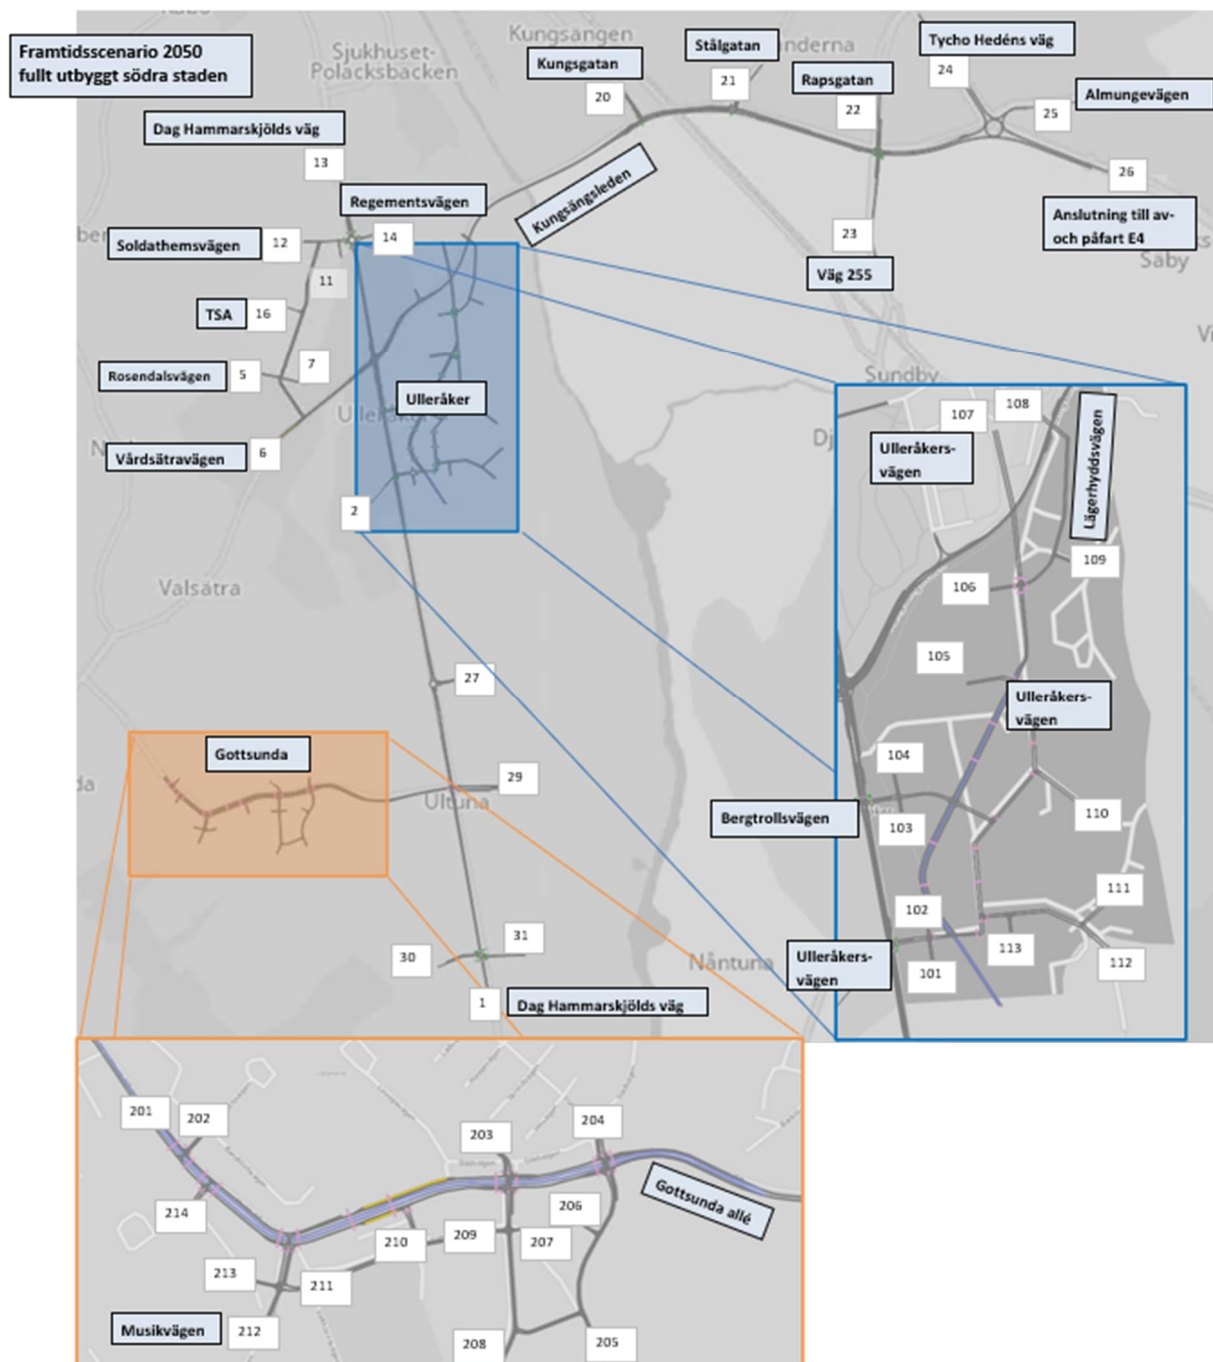 Framtidsscenario 2050
fullt utbyggt södra staden
Sjukhuset-
Polacksbacken
Kungsängen
Kungsgatan
20
Stålgatan
21
Rapsgatan
22
Tycho Hedéns väg
24
Almungevägen
25
26
Anslutning till av-
och påfart E4
Säby
Dag Hammarskjölds väg
13
Regementsvägen
14
Kungsängsleden
23
Väg 255
Soldathemsvägen
12
11
TSA
16
Rosendalsvägen
5
7
Ulleråker
Vårdsätravägen
6
2
Sundby
Valsätra
107
108
Ulleråkers-
vägen
Lägerhyddsvägen
109
106
105
Ulleråkers-
vägen
104
103
110
Bergtrollsvägen
111
102
101
113
112
Ulleråkers-
vägen
27
Gottsunda
29
Ultuna
30
31
Nåntuna
1
Dag Hammarskjölds väg
201
202
203
204
Gottsunda allé
214
206
209
207
210
213
211
Musikvägen
212
208
205